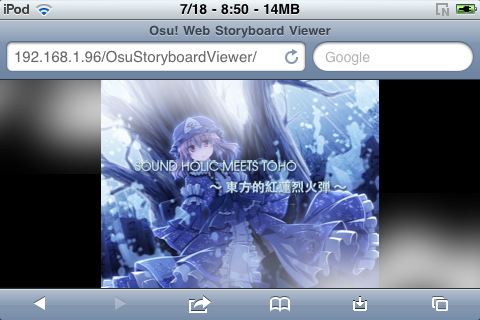 iPod 7/18 - 8:50 - 14MB
Osu! Web Storyboard Viewer
192.168.1.96/OsuStoryboardViewer/ Google
SOUND HOLIC MEETS TOHO
～ 東方的紅蓮烈火弾 ～